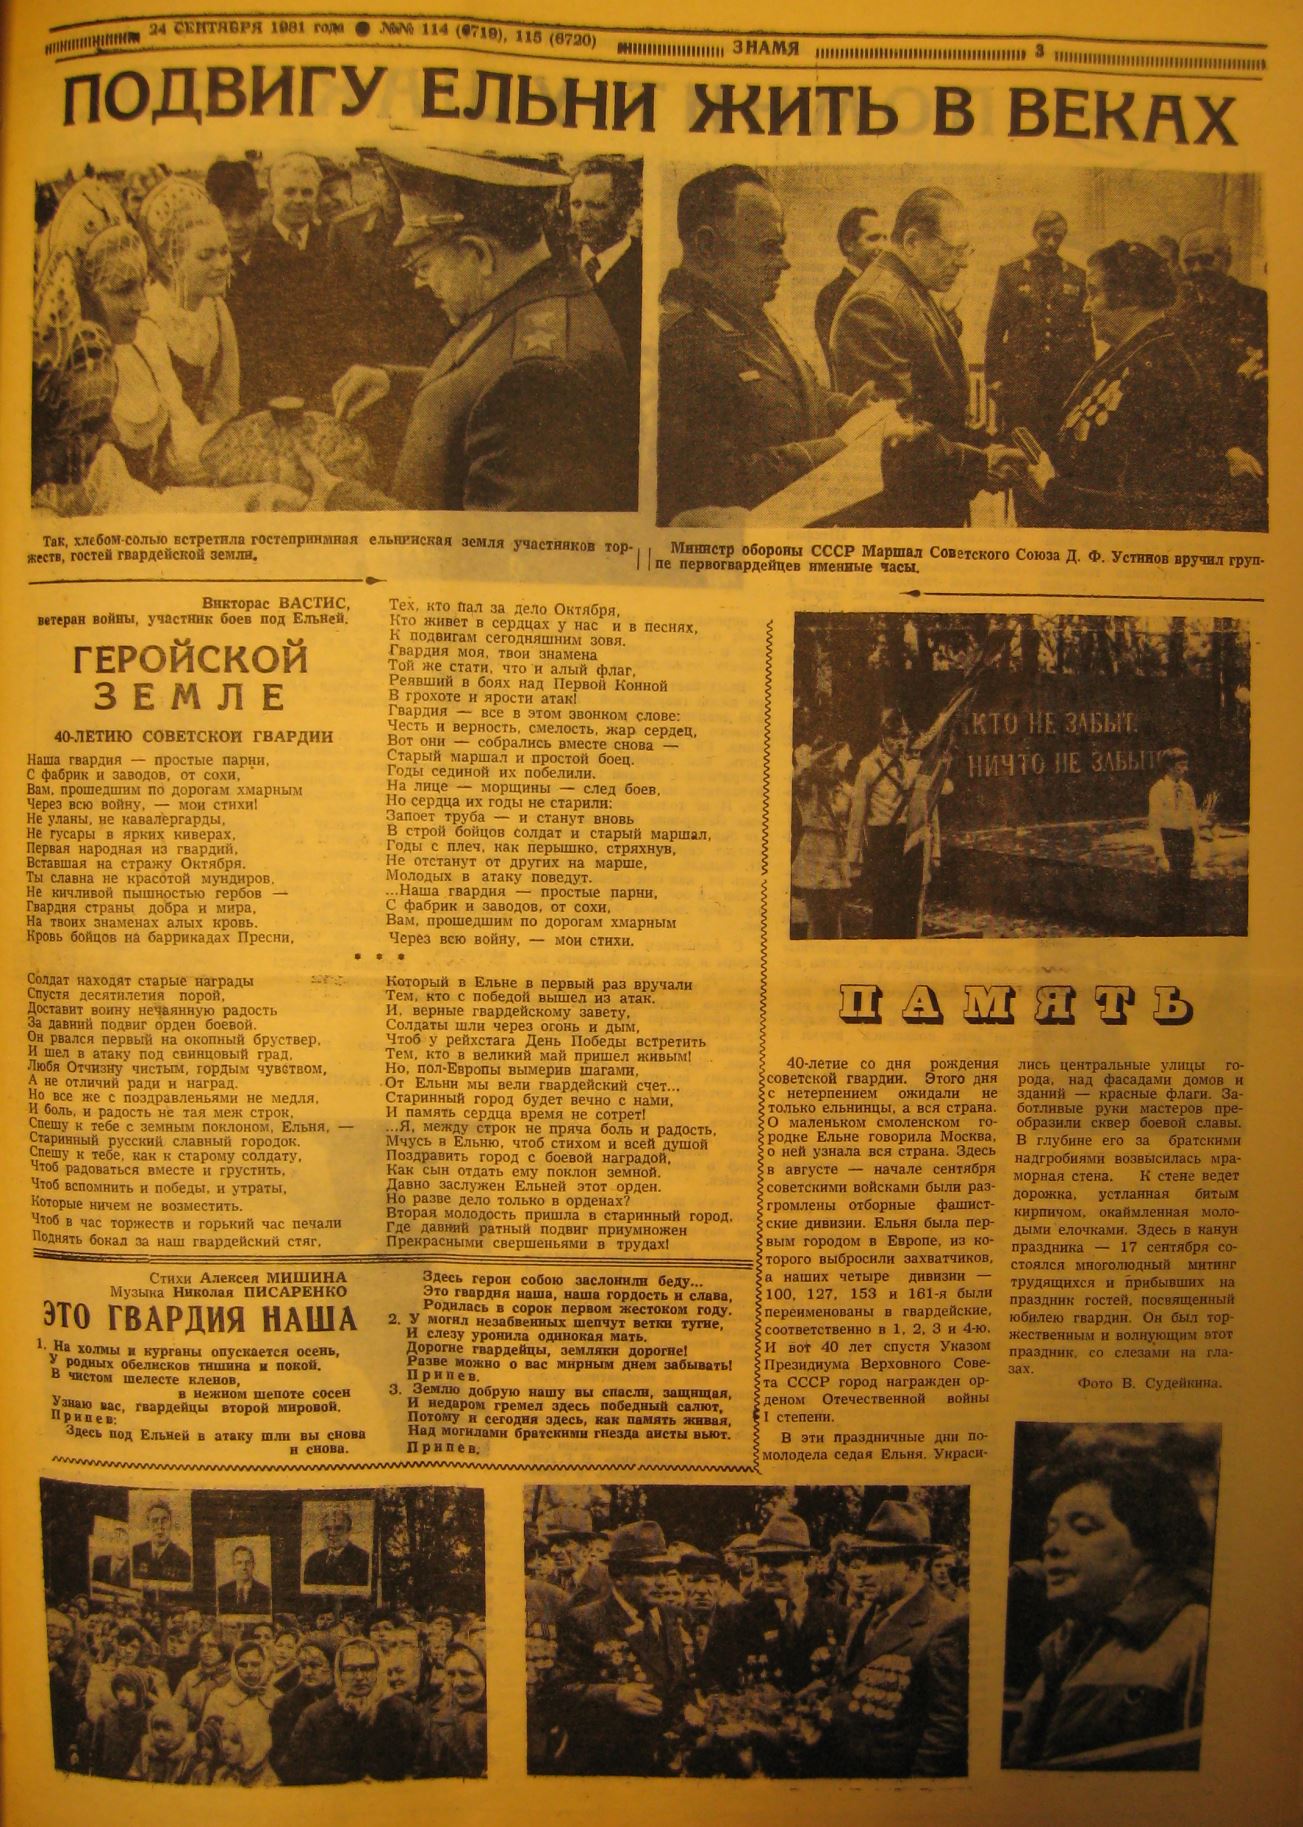 24 СЕНТЯБРЯ 1981 года ● №№ 114 (6719), 115 (6720)
ЗНАМЯ
3
ПОДВИГУ ЕЛЬНИ ЖИТЬ В ВЕКАХ
Так, хлебом-солью встретила гостеприимная ельнинская земля участников тор-
жеств, гостей гвардейской земли.
Министр обороны СССР Маршал Советского Союза Д. Ф. Устинов вручил груп-
пе первогвардейцев именные часы.
Викторас ВАСТИС,
ветеран войны, участник боев под Ельней.
ГЕРОЙСКОЙ
ЗЕМЛЕ
40-ЛЕТИЮ СОВЕТСКОЙ ГВАРДИИ
Наша гвардия — простые парни,
С фабрик и заводов, от сохи,
Вам, прошедшим по дорогам хмарным
Через всю войну, — мои стихи!
Не уланы, не кавалергарды,
Не гусары в ярких киверах,
Первая народная из гвардий,
Вставшая на стражу Октября.
Ты славна не красотой мундиров,
Не кичливой пышностью гербов —
Гвардия страны добра и мира,
На твоих знаменах алых кровь.
Кровь бойцов на баррикадах Пресни,
Тех, кто пал за дело Октября,
Кто живет в сердцах у нас и в песнях,
К подвигам сегодняшним зовя.
Гвардия моя, твои знамена
Той же стати, что и алый флаг,
Реявший в боях над Первой Конной
В грохоте и ярости атак!
Гвардия — все в этом звонком слове:
Честь и верность, смелость, жар сердец,
Вот они — собрались вместе снова —
Старый маршал и простой боец.
Годы сединой их побелили.
На лице — морщины — след боев,
Но сердца их годы не старили:
Запоет труба — и станут вновь
В строй бойцов солдат и старый маршал,
Годы с плеч, как перышко, стряхнув,
Не отстанут от других на марше,
Молодых в атаку поведут.
...Наша гвардия — простые парни,
С фабрик и заводов, от сохи,
Вам, прошедшим по дорогам хмарным
Через всю войну, — мои стихи.
* * *
Солдат находят старые награды
Спустя десятилетия порой,
Доставит воину нечаянную радость
За давний подвиг орден боевой.
Он рвался первый на окопный бруствер,
И шел в атаку под свинцовый град,
Любя Отчизну чистым, гордым чувством,
А не отличий ради и наград.
Но все же с поздравленьями не медля,
И боль, и радость не тая меж строк,
Спешу к тебе с земным поклоном, Ельня, —
Старинный русский славный городок.
Спешу к тебе, как к старому солдату,
Чтоб радоваться вместе и грустить,
Чтоб вспомнить и победы, и утраты,
Которые ничем не возместить.
Чтоб в час торжеств и горький час печали
Поднять бокал за наш гвардейский стяг,
Который в Ельне в первый раз вручали
Тем, кто с победой вышел из атак.
И, верные гвардейскому завету,
Солдаты шли через огонь и дым,
Чтоб у рейхстага День Победы встретить
Тем, кто в великий май пришел живым!
Но, пол-Европы вымерив шагами,
От Ельни мы вели гвардейский счет...
Старинный город будет вечно с нами,
И память сердца время не сотрет!
...Я, между строк не пряча боль и радость,
Мчусь в Ельню, чтоб стихом и всей душой
Поздравить город с боевой наградой,
Как сын отдать ему поклон земной.
Давно заслужен Ельней этот орден.
Но разве дело только в орденах?
Вторая молодость пришла в старинный город,
Где давний ратный подвиг приумножен
Прекрасными свершеньями в трудах!
Стихи Алексея МИШИНА
Музыка Николая ПИСАРЕНКО
ЭТО ГВАРДИЯ НАША
1. На холмы и курганы опускается осень,
У родных обелисков тишина и покой.
В чистом шелесте кленов,
в нежном шепоте сосен
Узнаю вас, гвардейцы второй мировой.
Припев:
Здесь под Ельней в атаку шли вы снова
и снова.
Здесь герои собою заслонили беду...
Это гвардия наша, наша гордость и слава,
Родилась в сорок первом жестоком году.
2. У могил незабвенных шепчут ветки тугие,
И слезу уронила одинокая мать.
Дорогие гвардейцы, земляки дорогие!
Разве можно о вас мирным днем забывать!
Припев.
3. Землю добрую нашу вы спасли, защищая,
И недаром гремел здесь победный салют,
Потому и сегодня здесь, как память живая,
Над могилами братскими гнезда аисты вьют.
Припев.
КТО НЕ ЗАБЫТ,
НИЧТО НЕ ЗАБЫТО
ПАМЯТЬ
40-летие со дня рождения
советской гвардии. Этого дня
с нетерпением ожидали не
только ельнинцы, а вся страна.
О маленьком смоленском го-
родке Ельне говорила Москва,
о ней узнала вся страна. Здесь
в августе — начале сентября
советскими войсками были раз-
громлены отборные фашист-
ские дивизии. Ельня была пер-
вым городом в Европе, из ко-
торого выбросили захватчиков,
а наших четыре дивизии —
100, 127, 153 и 161-я были
переименованы в гвардейские,
соответственно в 1, 2, 3 и 4-ю.
И вот 40 лет спустя Указом
Президиума Верховного Сове-
та СССР город награжден ор-
деном Отечественной войны
I степени.
В эти праздничные дни по-
молодела седая Ельня. Украси-
лись центральные улицы го-
рода, над фасадами домов и
зданий — красные флаги. За-
ботливые руки мастеров пре-
образили сквер боевой славы.
В глубине его за братскими
надгробиями возвысилась мра-
морная стена. К стене ведет
дорожка, устланная битым
кирпичом, окаймленная моло-
дыми елочками. Здесь в канун
праздника — 17 сентября со-
стоялся многолюдный митинг
трудящихся и прибывших на
праздник гостей, посвященный
юбилею гвардии. Он был тор-
жественным и волнующим этот
праздник, со слезами на гла-
зах.
Фото В. Судейкина.